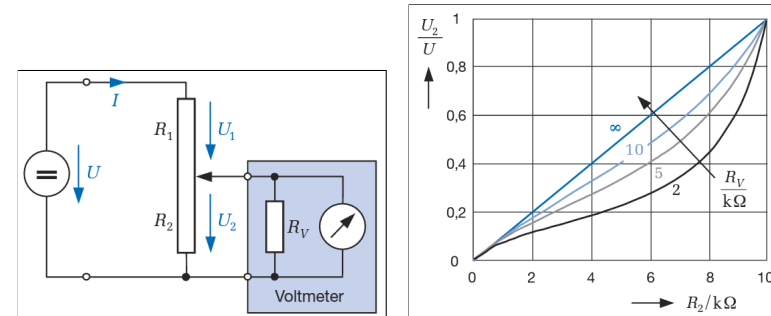 I
R1
U1
U
R2
U2
RV
Voltmeter
U2
U
1
0,8
0,6
0,4
0,2
0
∞
10
5
2
RV
kΩ
0
2
4
6
8
10
R2/kΩ